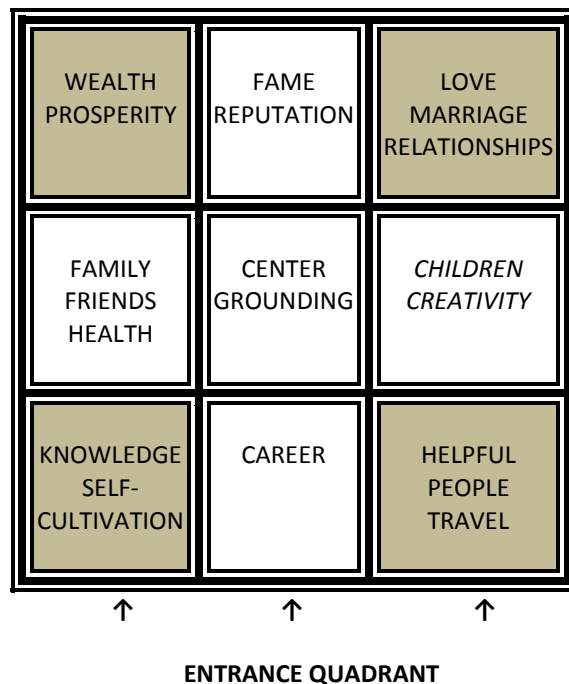 WEALTH
PROSPERITY
FAME
REPUTATION
LOVE
MARRIAGE
RELATIONSHIPS
FAMILY
FRIENDS
HEALTH
CENTER
GROUNDING
CHILDREN
CREATIVITY
KNOWLEDGE
SELF-
CULTIVATION
CAREER
HELPFUL
PEOPLE
TRAVEL
↑ ↑ ↑
ENTRANCE QUADRANT